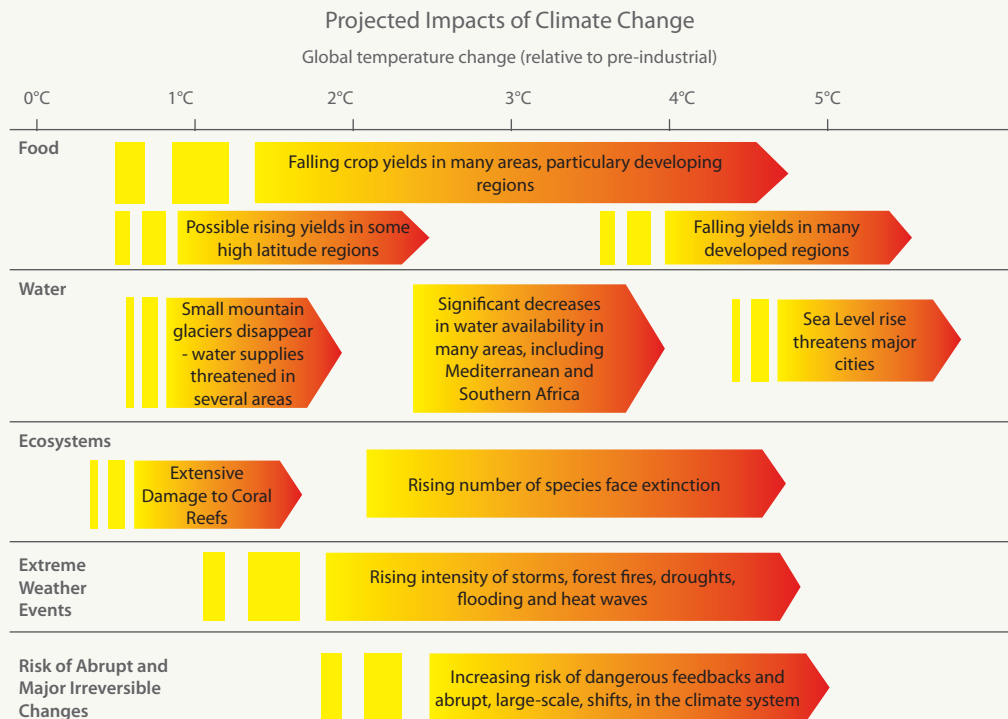 Projected Impacts of Climate Change
Global temperature change (relative to pre-industrial)
0°C
1°C
2°C
3°C
4°C
5°C
Food
Falling crop yields in many areas, particulary developing
regions
Possible rising yields in some
high latitude regions
Falling yields in many
developed regions
Water
Small mountain
glaciers disappear
- water supplies
threatened in
several areas
Significant decreases
in water availability in
many areas, including
Mediterranean and
Southern Africa
Sea Level rise
threatens major
cities
Ecosystems
Extensive
Damage to Coral
Reefs
Rising number of species face extinction
Extreme
Weather
Events
Rising intensity of storms, forest fires, droughts,
flooding and heat waves
Risk of Abrupt and
Major Irreversible
Changes
Increasing risk of dangerous feedbacks and
abrupt, large-scale, shifts, in the climate system